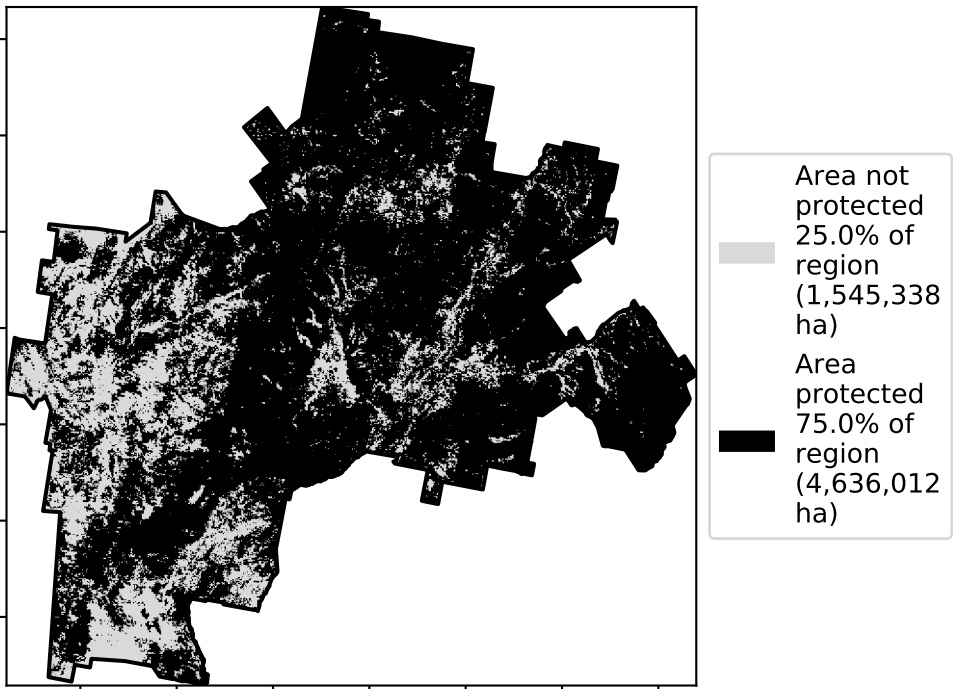 Area not
protected
25.0% of
region
(1,545,338
ha)
Area
protected
75.0% of
region
(4,636,012
ha)